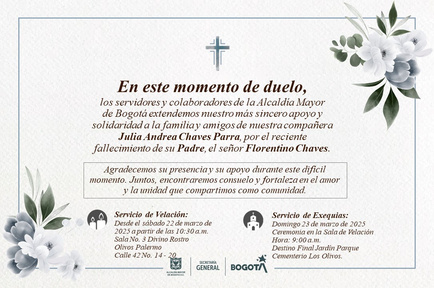 En este momento de duelo,
los servidores y colaboradores de la Alcaldía Mayor
de Bogotá extendemos nuestro más sincero apoyo y
solidaridad a la familia y amigos de nuestra compañera
Julia Andrea Chaves Parra, por el reciente
fallecimiento de su Padre, el señor Florentino Chaves.
Agradecemos su presencia y su apoyo durante este difícil
momento. Juntos, encontraremos consuelo y fortaleza en el amor
y la unidad que compartimos como comunidad.
Servicio de Velación:
Desde el sábado 22 de marzo de
2025 a partir de las 10:30 a.m.
Sala No. 3 Divino Rostro
Olivos Palermo
Calle 42 No. 14 - 20
Servicio de Exequias:
Domingo 23 de marzo de 2025
Ceremonia en la Sala de Velación
Hora: 9:00 a.m.
Destino Final Jardín Parque
Cementerio Los Olivos.
SECRETARÍA
GENERAL
BOGOTÁ